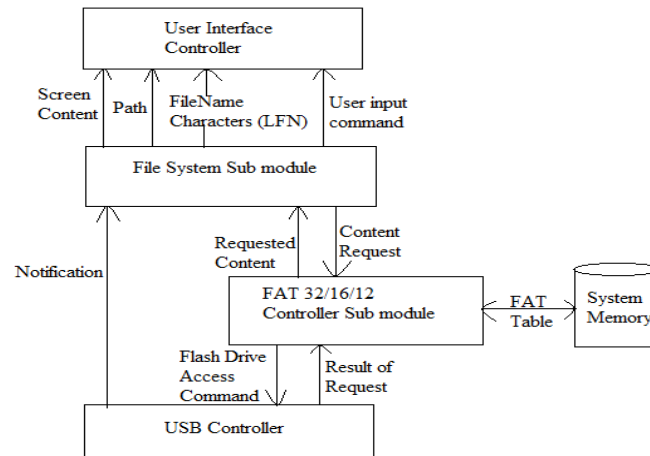 User Interface
Controller
Screen
Content
Path
FileName
Characters (LFN)
User input
command
File System Sub module
Notification
Requested
Content
Content
Request
FAT 32/16/12
Controller Sub module
FAT
Table
System
Memory
Flash Drive
Access
Command
Result of
Request
USB Controller